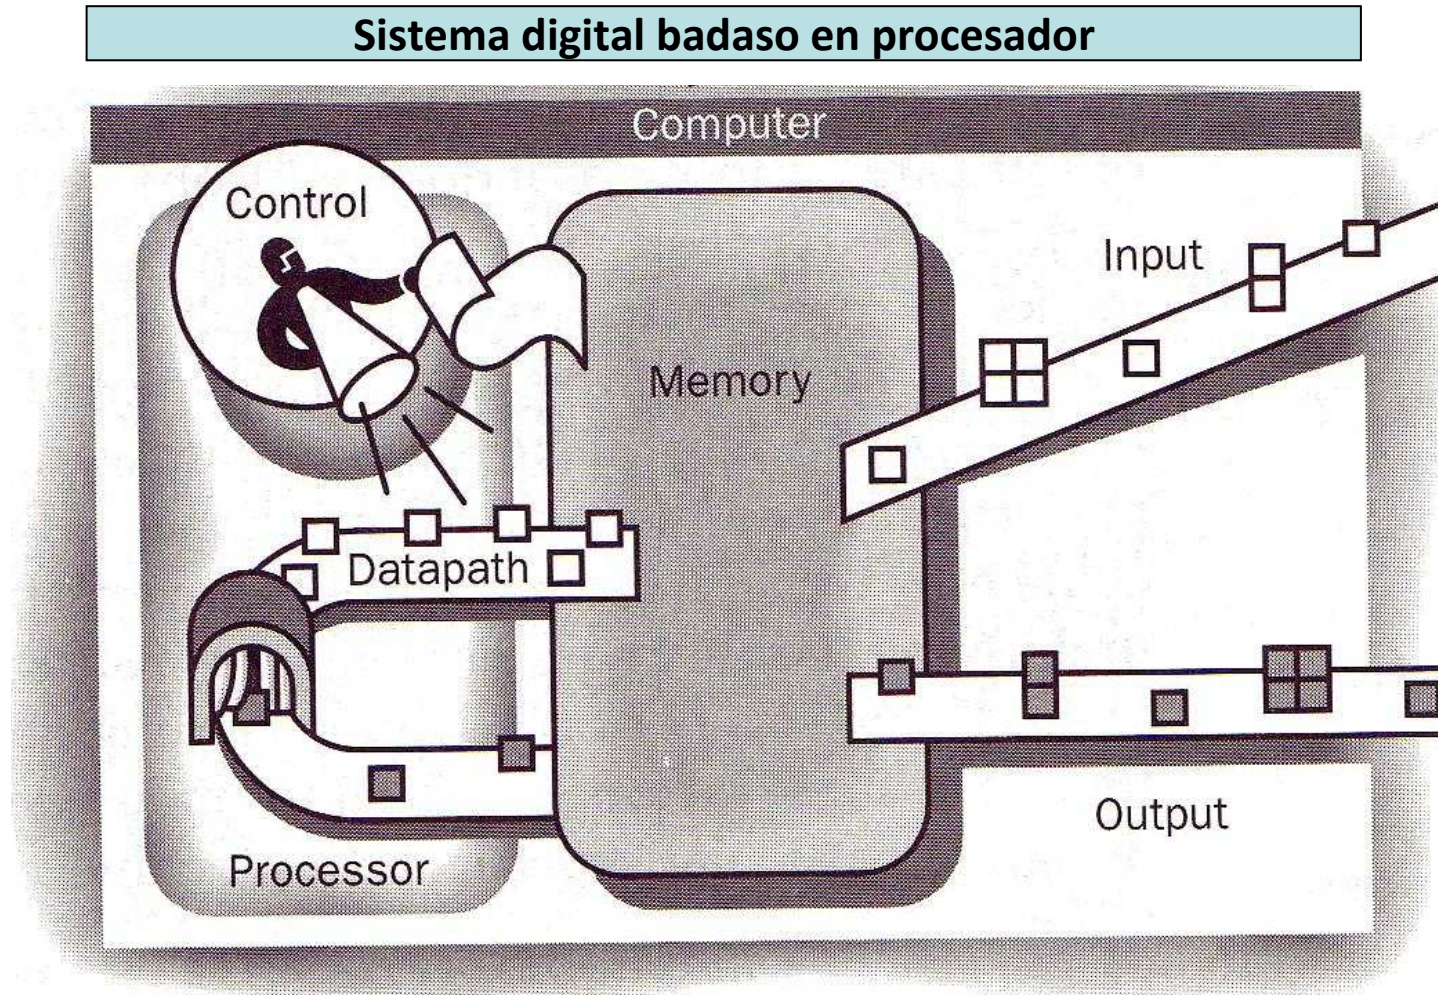 Sistema digital badaso en procesador
Computer
Control
Input
Memory
Datapath
Output
Processor